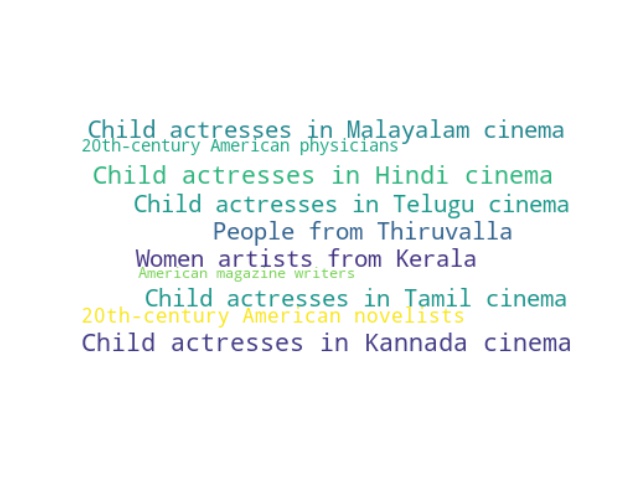 Child actresses in Malayalam cinema
20th-century American physicians
Child actresses in Hindi cinema
Child actresses in Telugu cinema
People from Thiruvalla
Women artists from Kerala
American magazine writers
Child actresses in Tamil cinema
20th-century American novelists
Child actresses in Kannada cinema